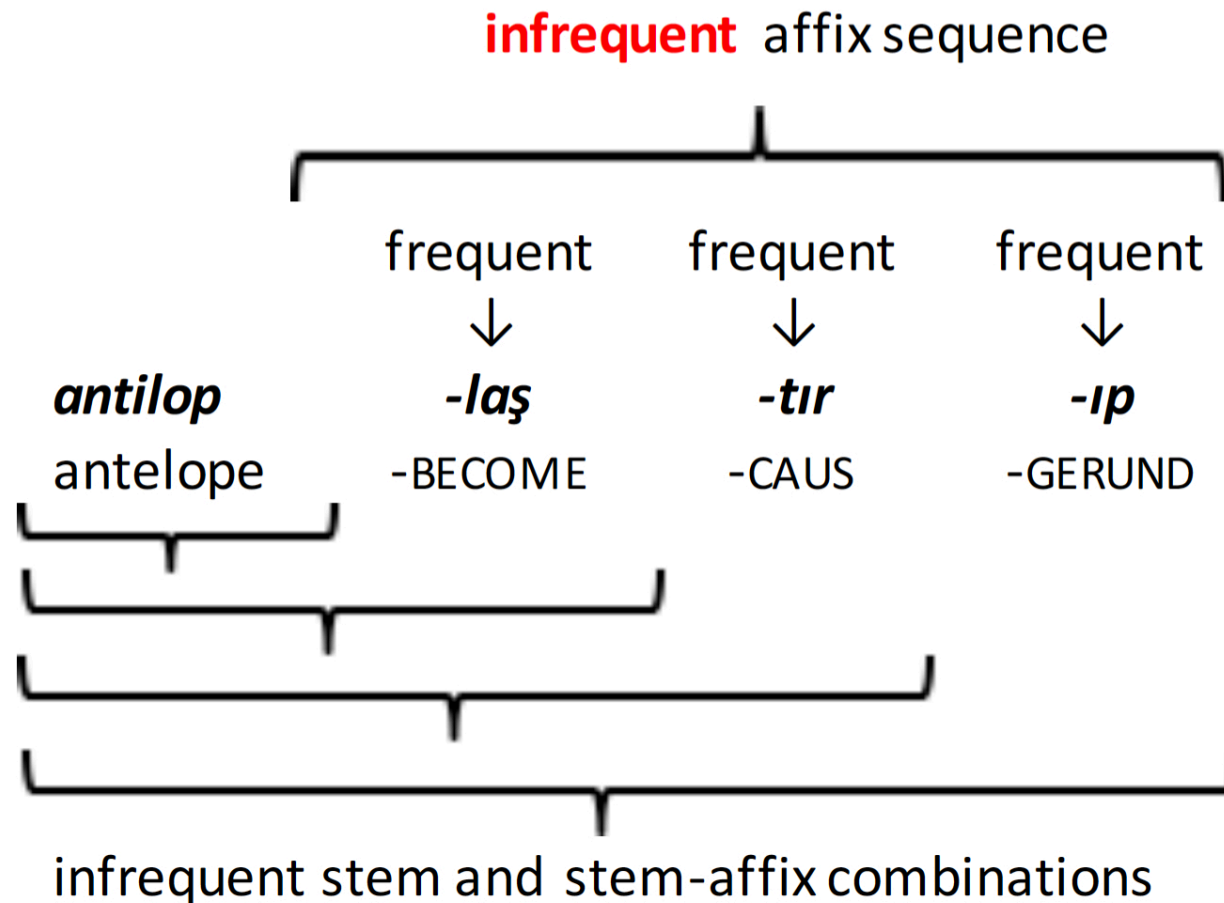 infrequent affix sequence
frequent frequent frequent
↓ ↓ ↓
antilop -laş -tır -ıp
antelope -BECOME -CAUS -GERUND
infrequent stem and stem-affix combinations